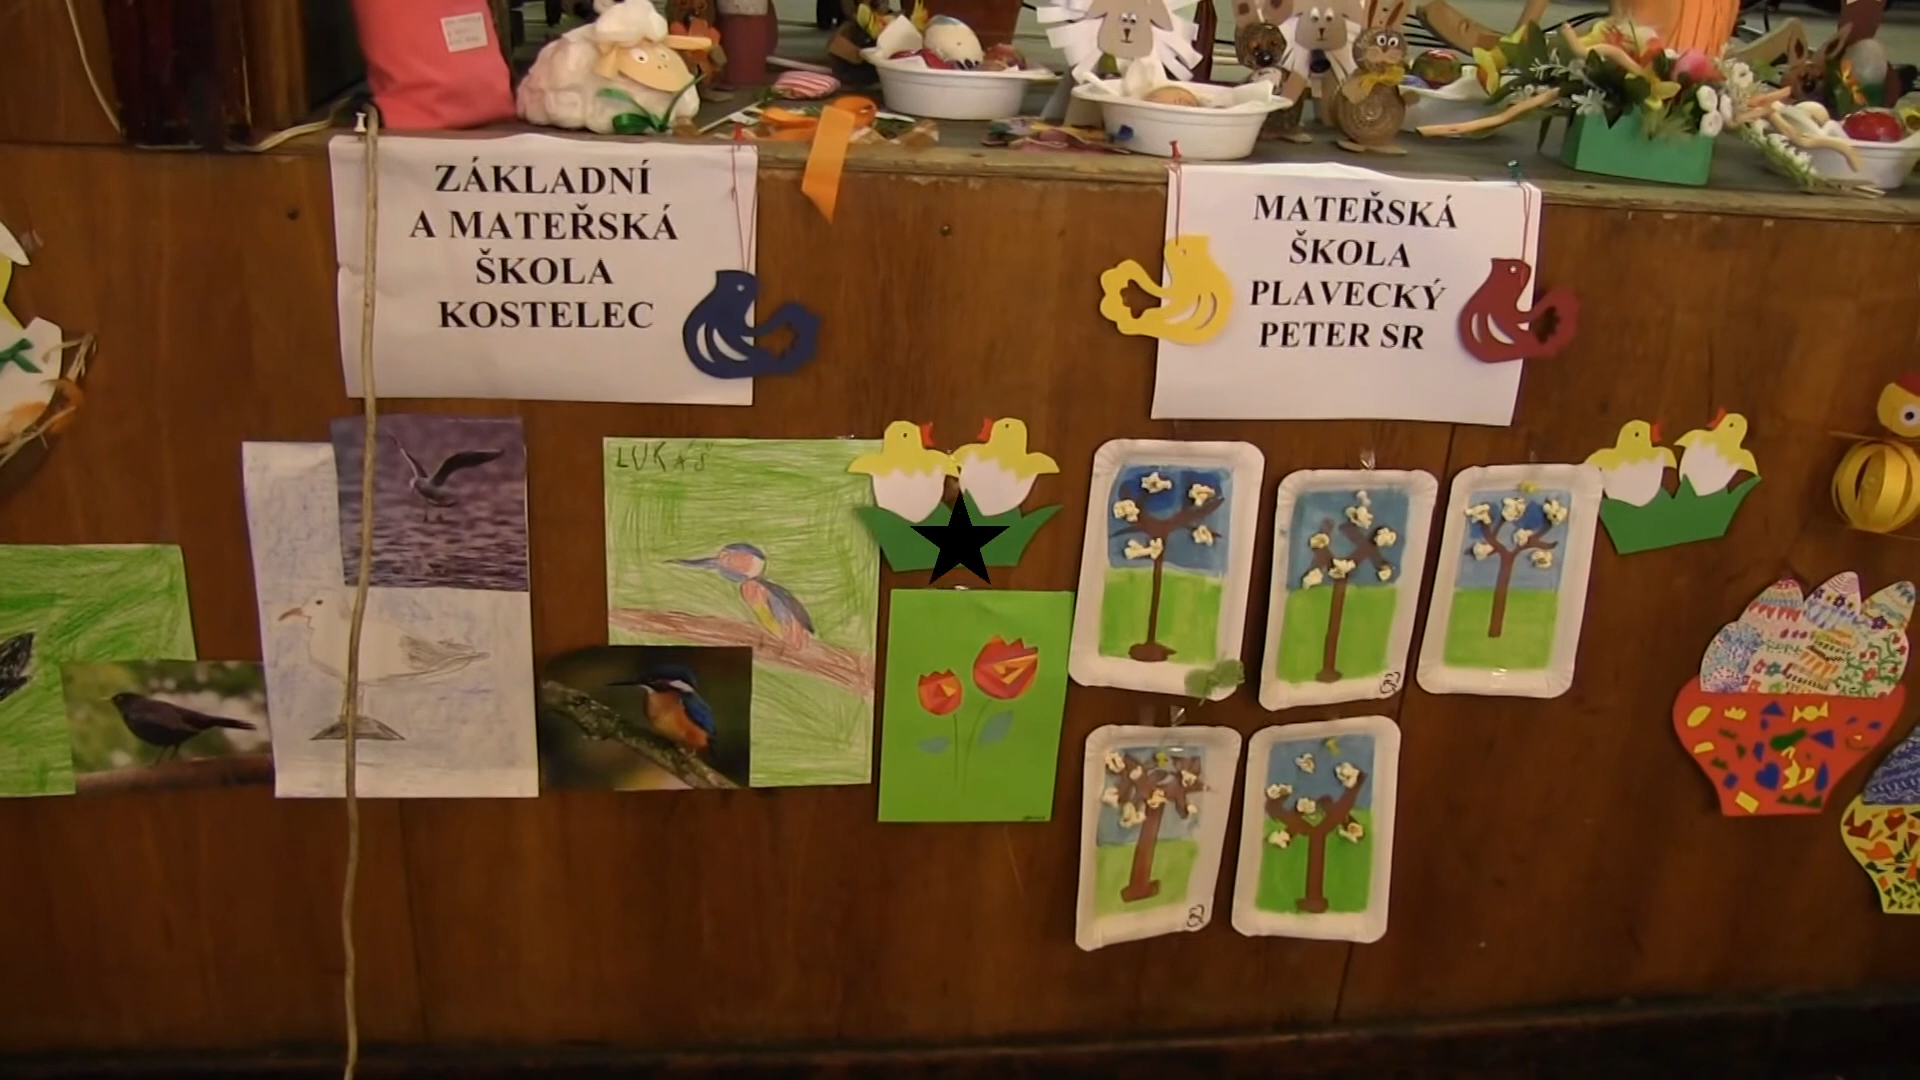 ZÁKLADNÍ
A MATEŘSKÁ
ŠKOLA
KOSTELEC
MATEŘSKÁ
ŠKOLA
PLAVECKÝ
PETER SR
LUKÁŠ